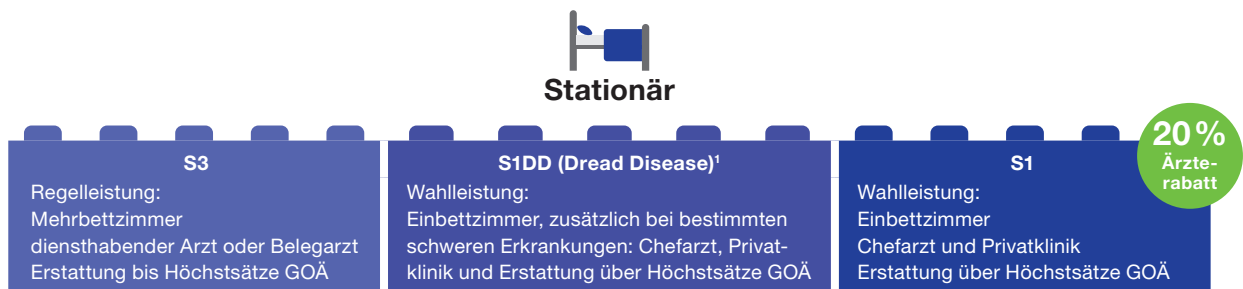 Stationär
S3
Regelleistung:
Mehrbettzimmer
diensthabender Arzt oder Belegarzt
Erstattung bis Höchstsätze GOÄ
S1DD (Dread Disease)¹
Wahlleistung:
Einbettzimmer, zusätzlich bei bestimmten
schweren Erkrankungen: Chefarzt, Privat-
klinik und Erstattung über Höchstsätze GOÄ
S1
Wahlleistung:
Einbettzimmer
Chefarzt und Privatklinik
Erstattung über Höchstsätze GOÄ
20 %
Ärzte-
rabatt